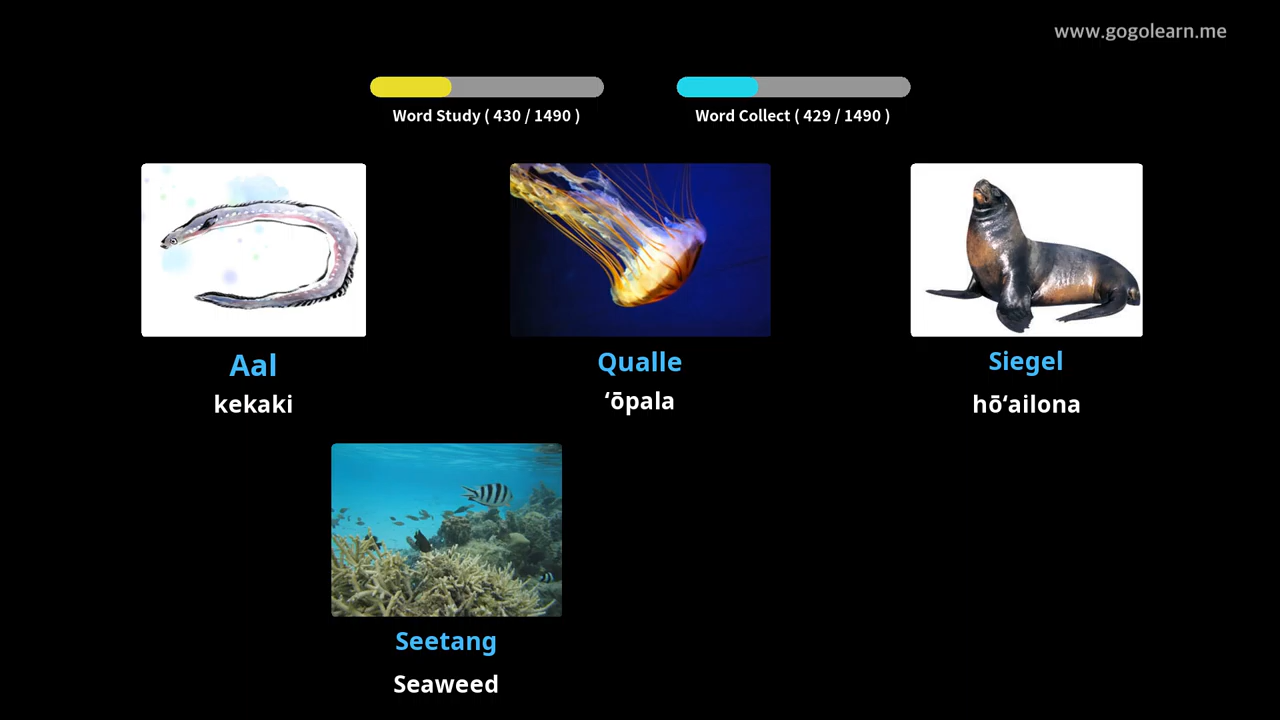 www.gogolearn.me
Word Study ( 430 / 1490 )
Word Collect ( 429 / 1490 )
Aal
kekaki
Qualle
ʻōpala
Siegel
hōʻailona
Seetang
Seaweed